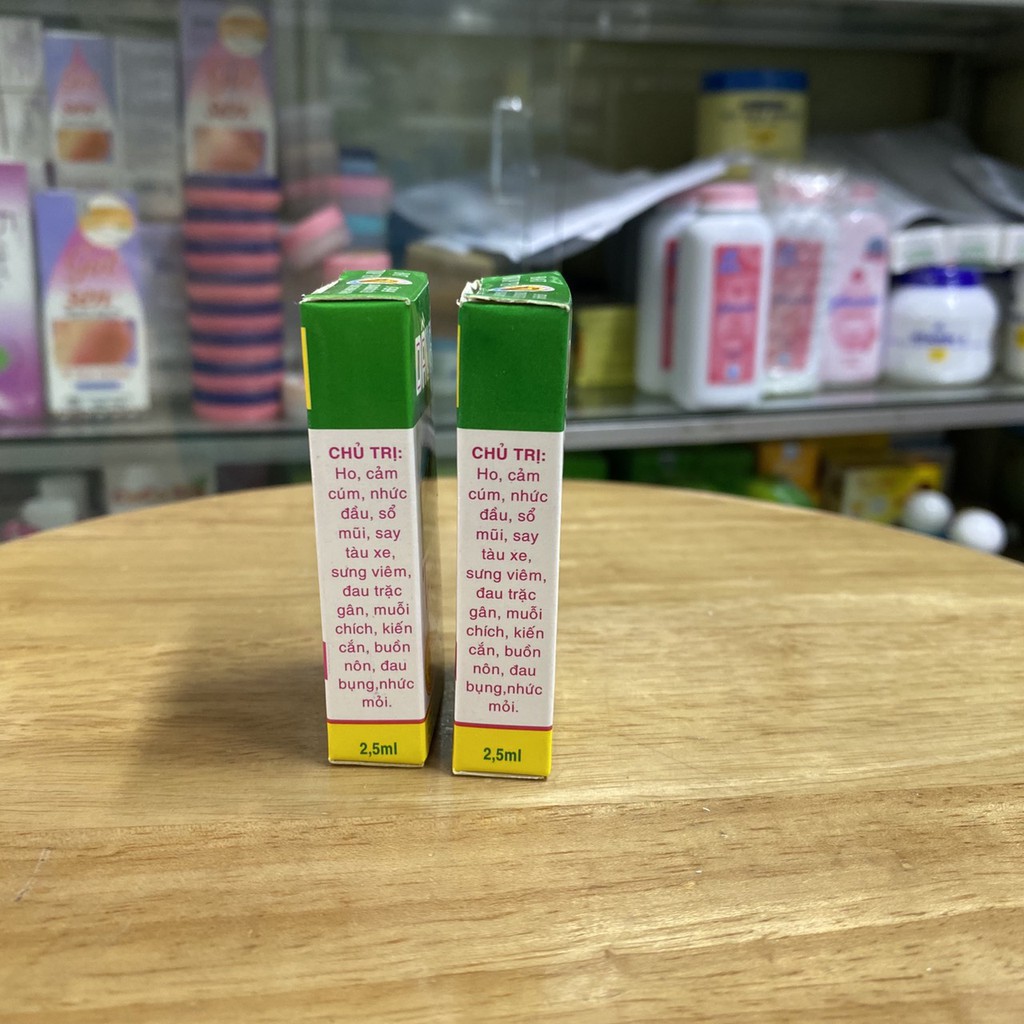 CHỦ TRỊ:
Ho, cảm
cúm, nhức
đầu, sổ
mũi, say
tàu xe,
sưng viêm,
đau trặc
gân, muỗi
chích, kiến
cắn, buồn
nôn, đau
bụng,nhức
mỏi.
2,5ml
CHỦ TRỊ:
Ho, cảm
cúm, nhức
đầu, sổ
mũi, say
tàu xe,
sưng viêm,
đau trặc
gân, muỗi
chích, kiến
cắn, buồn
nôn, đau
bụng,nhức
mỏi.
2,5ml